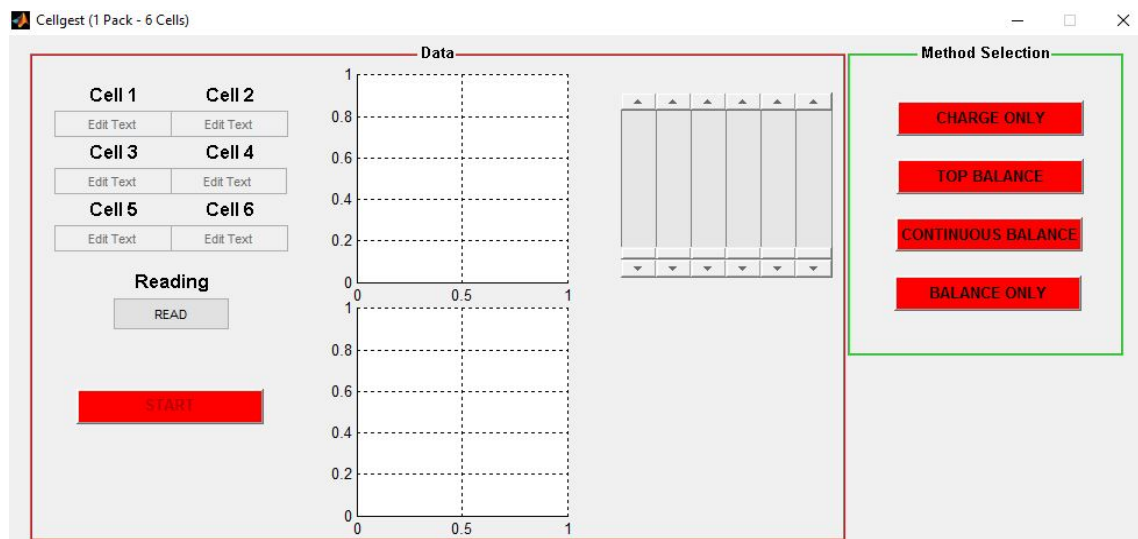 Cellgest (1 Pack - 6 Cells)
Data
Method Selection
Cell 1 Cell 2
Edit Text Edit Text
Cell 3 Cell 4
Edit Text Edit Text
Cell 5 Cell 6
Edit Text Edit Text
Reading
READ
START
1
0.8
0.6
0.4
0.2
0
0 0.5 1
1
0.8
0.6
0.4
0.2
0
0 0.5 1
CHARGE ONLY
TOP BALANCE
CONTINUOUS BALANCE
BALANCE ONLY